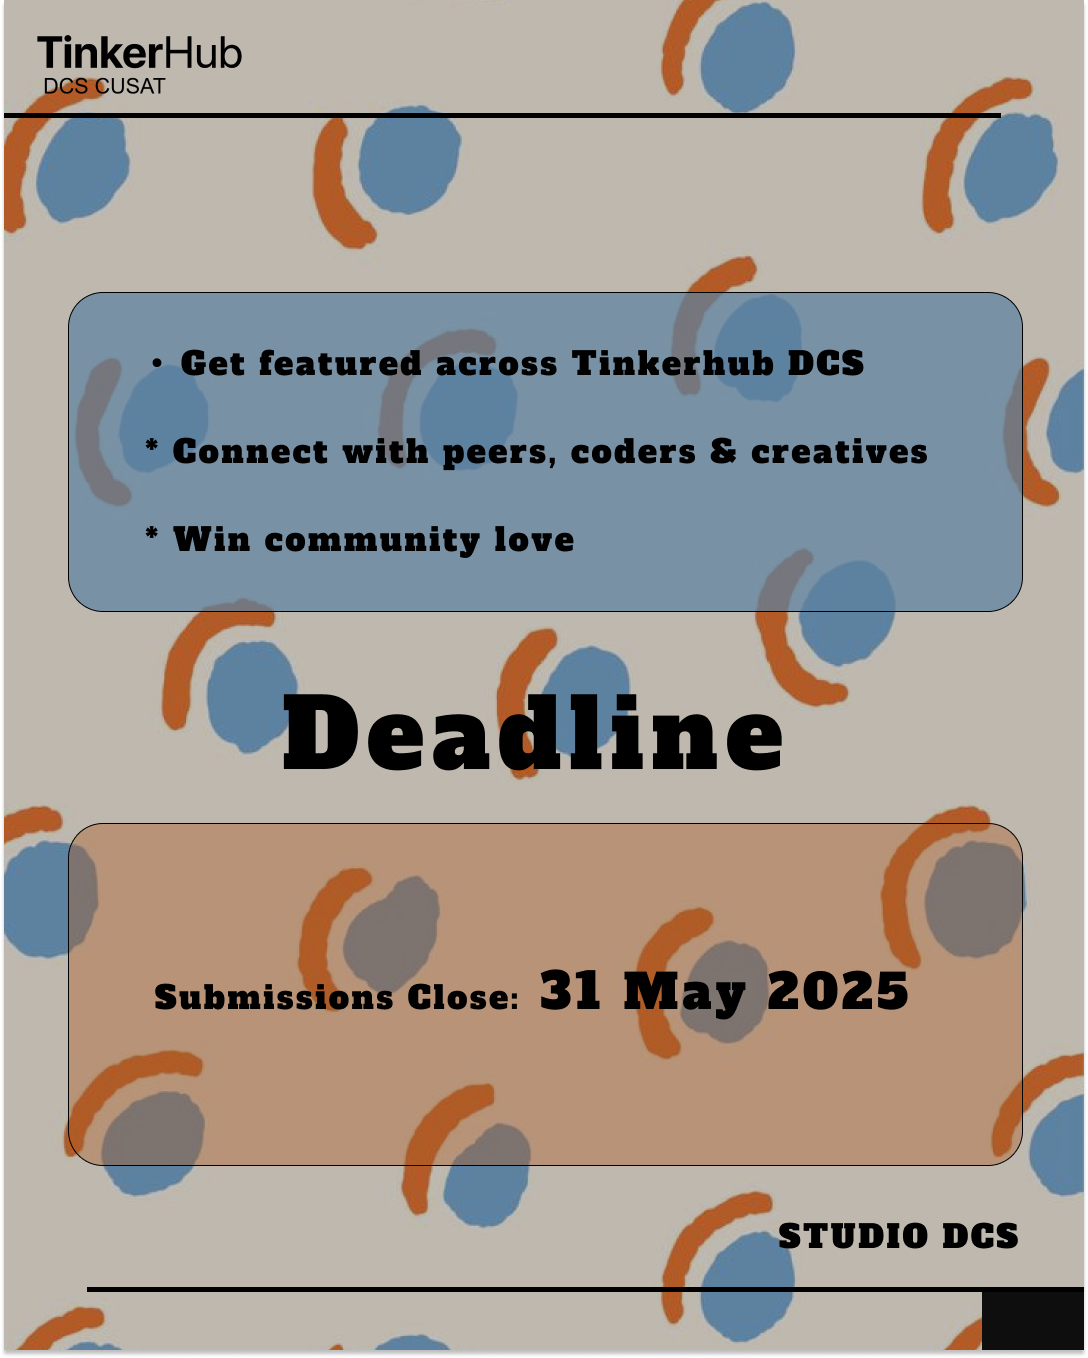 TinkerHub
DCS CUSAT
• Get featured across Tinkerhub DCS
* Connect with peers, coders & creatives
* Win community love
Deadline
Submissions Close: 31 May 2025
STUDIO DCS